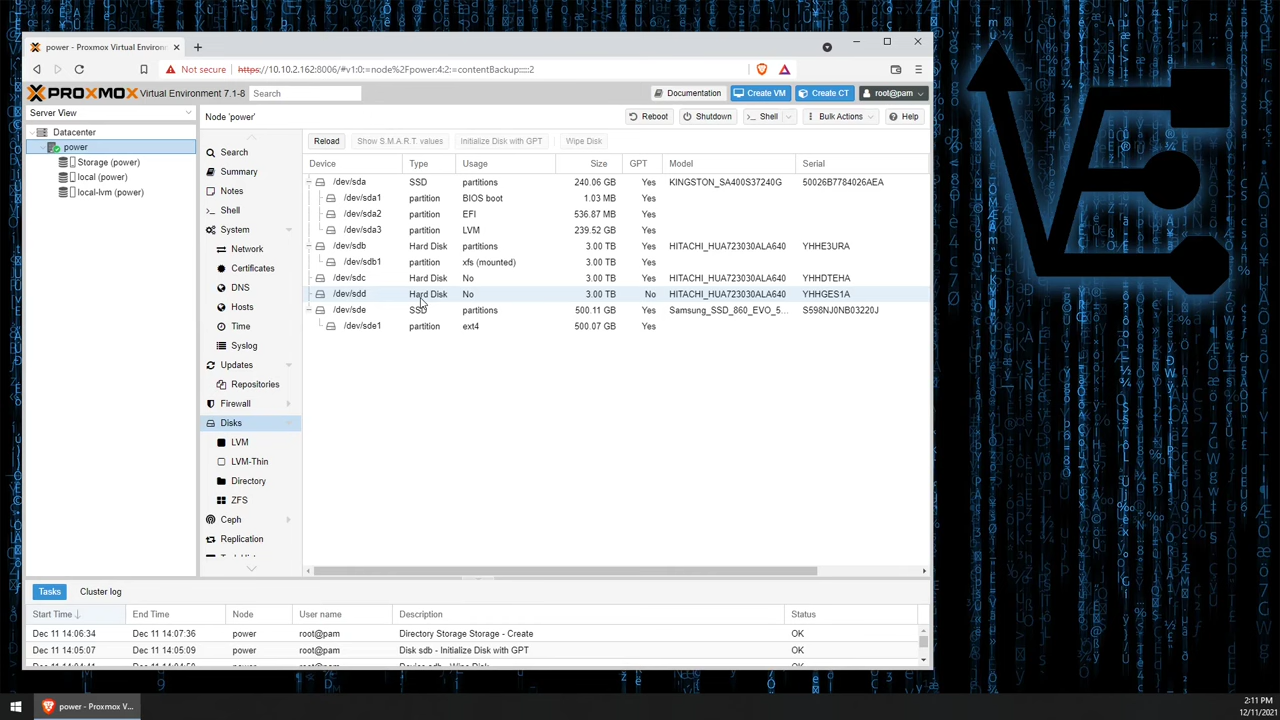 power - Proxmox Virtual Environm
Not secure https://10.10.2.162:8006/#v1:0:=node%2Fpower:4:2:=contentBackup:::::2
PROXMOX Virtual Environment 7.1-8 Search Documentation Create VM Create CT root@pam
Server View
Datacenter
power
Storage (power)
local (power)
local-lvm (power)
Node 'power' Reboot Shutdown Shell Bulk Actions Help
Search
Summary
Notes
Shell
System
Network
Certificates
DNS
Hosts
Time
Syslog
Updates
Repositories
Firewall
Disks
LVM
LVM-Thin
Directory
ZFS
Ceph
Replication
Reload Show S.M.A.R.T. values Initialize Disk with GPT Wipe Disk
Device Type Usage Size GPT Model Serial
/dev/sda SSD partitions 240.06 GB Yes KINGSTON_SA400S37240G 50026B7784026AEA
/dev/sda1 partition BIOS boot 1.03 MB Yes
/dev/sda2 partition EFI 536.87 MB Yes
/dev/sda3 partition LVM 239.52 GB Yes
/dev/sdb Hard Disk partitions 3.00 TB Yes HITACHI_HUA723030ALA640 YHHE3URA
/dev/sdb1 partition xfs (mounted) 3.00 TB Yes
/dev/sdc Hard Disk No 3.00 TB Yes HITACHI_HUA723030ALA640 YHHDTEHA
/dev/sdd Hard Disk No 3.00 TB No HITACHI_HUA723030ALA640 YHHGES1A
/dev/sde SSD partitions 500.11 GB Yes Samsung_SSD_860_EVO_5... S598NJ0NB03220J
/dev/sde1 partition ext4 500.07 GB Yes
Tasks Cluster log
Start Time End Time Node User name Description Status
Dec 11 14:06:34 Dec 11 14:07:36 power root@pam Directory Storage Storage - Create OK
Dec 11 14:05:07 Dec 11 14:05:09 power root@pam Disk sdb - Initialize Disk with GPT OK
power - Proxmox V...
2:11 PM
12/11/2021